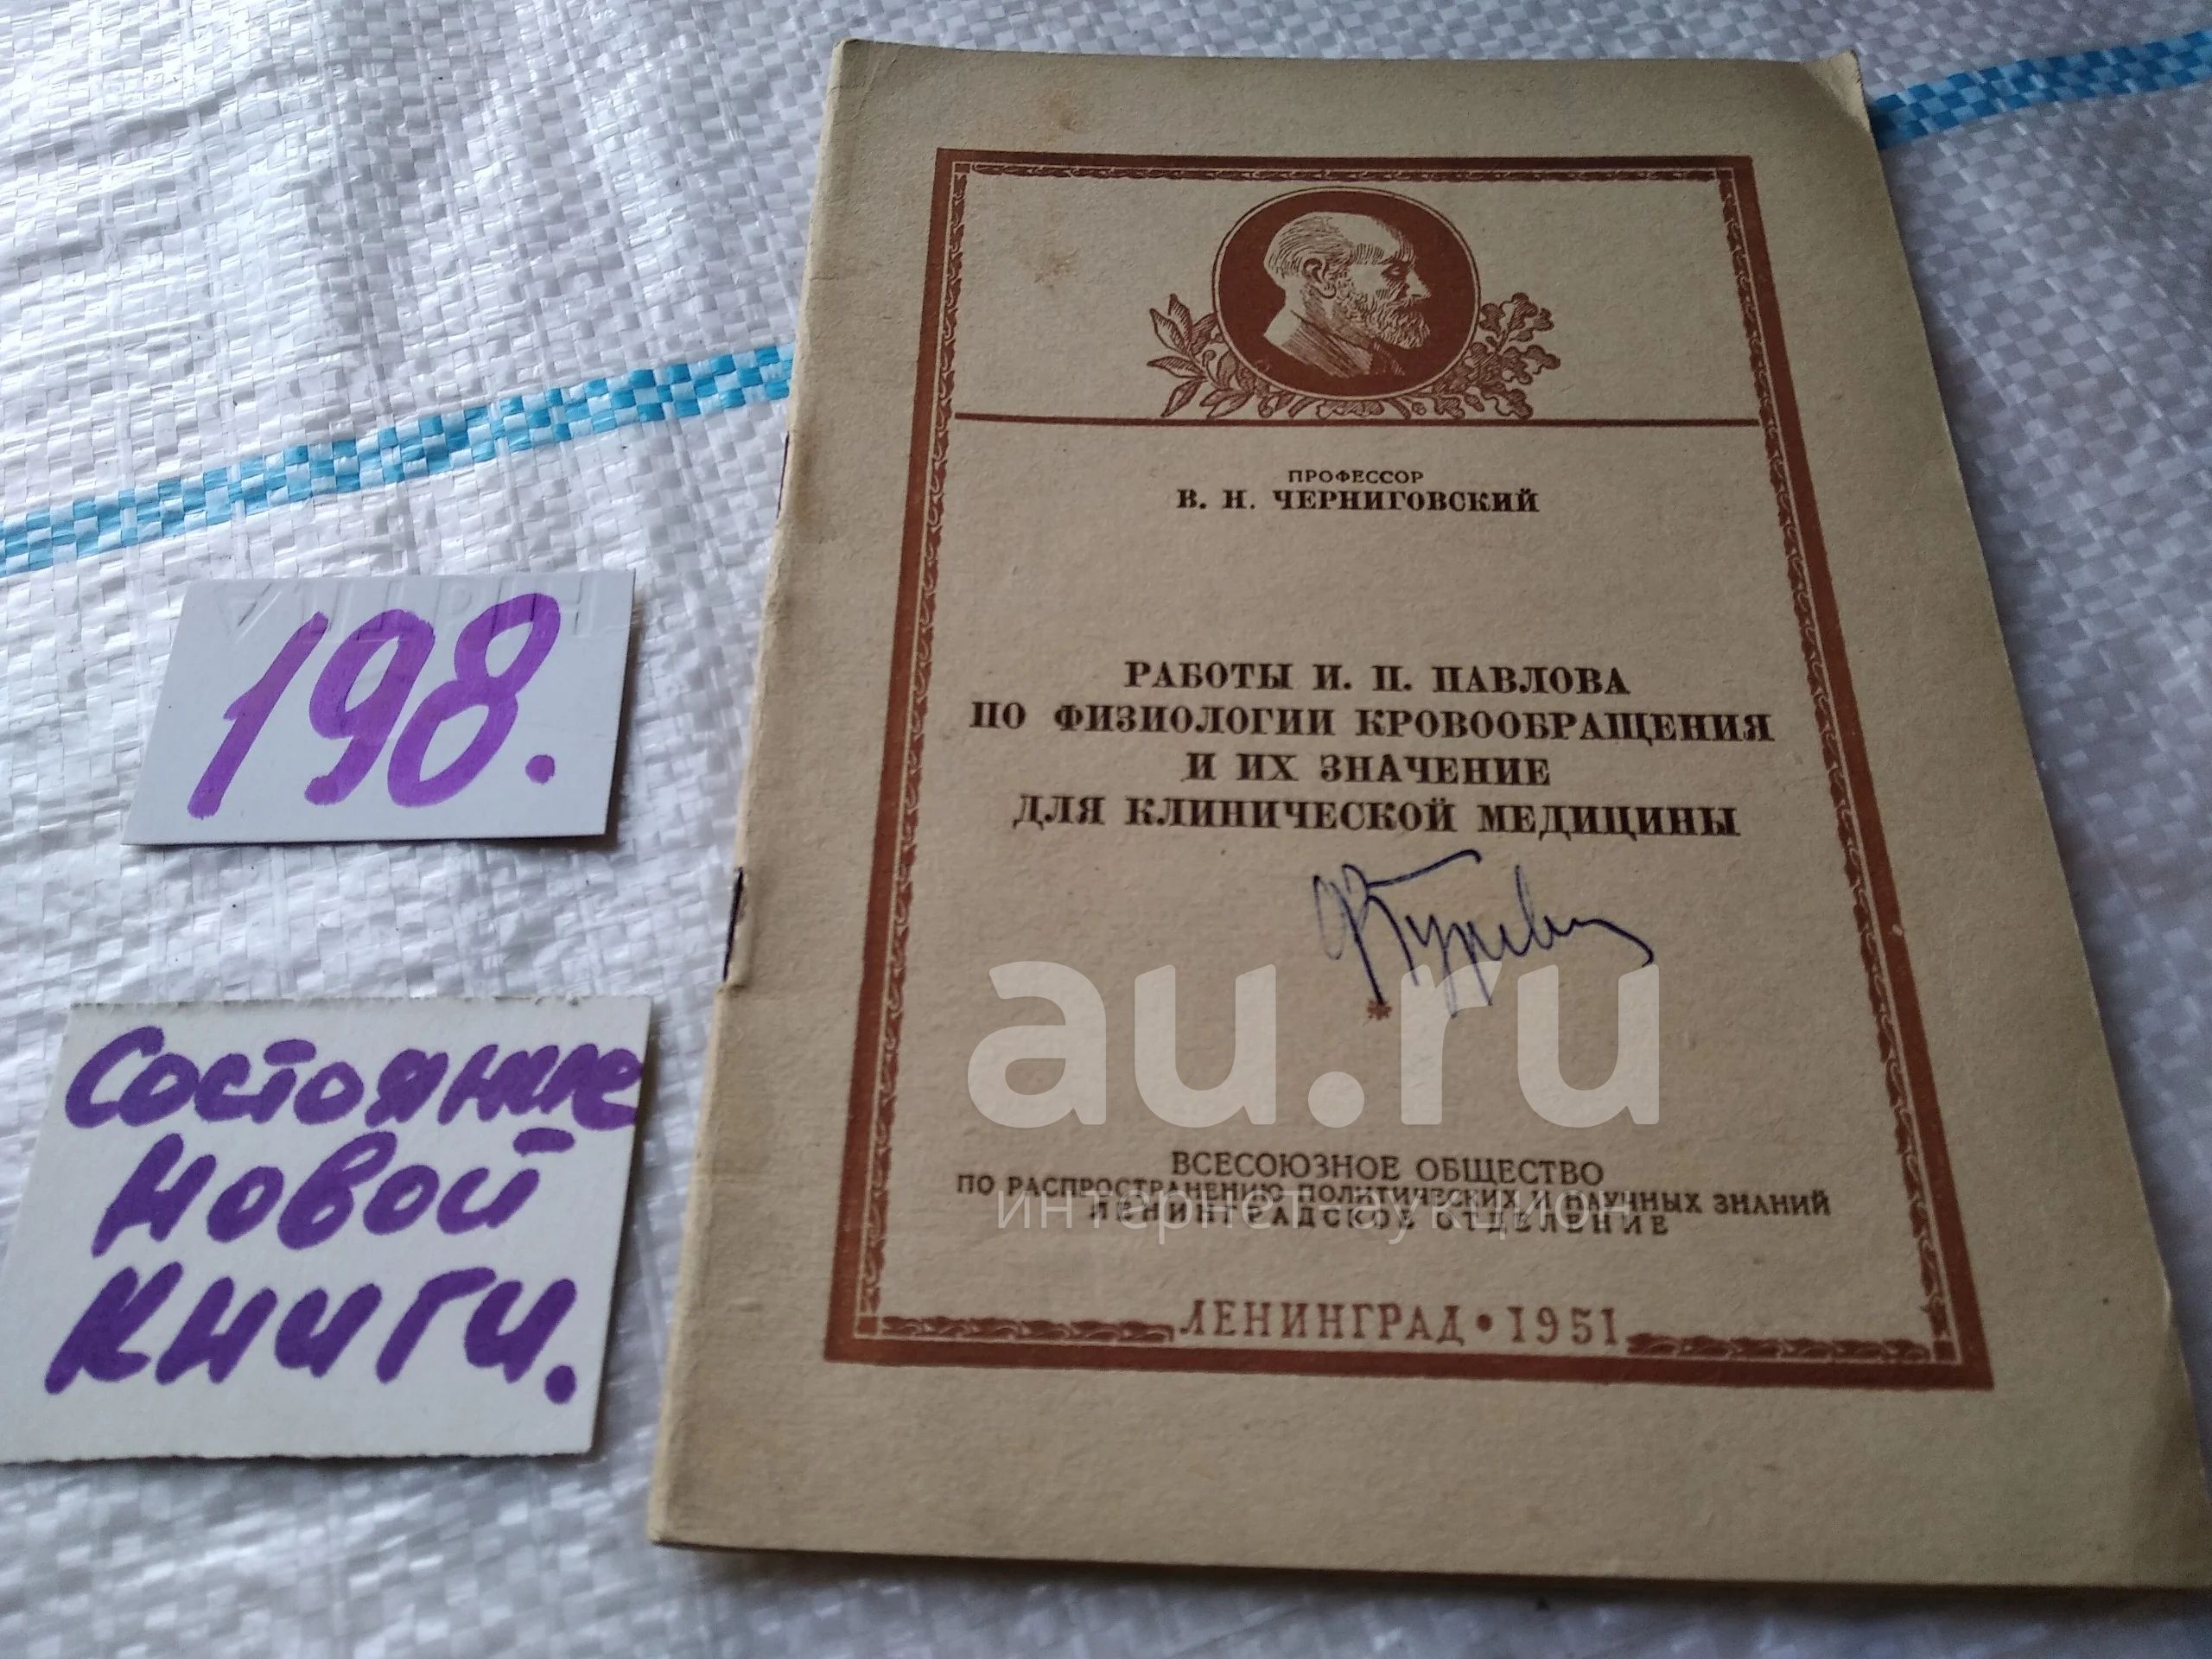 ПРОФЕССОР
В. Н. ЧЕРНИГОВСКИЙ
РАБОТЫ И. П. ПАВЛОВА
ПО ФИЗИОЛОГИИ КРОВООБРАЩЕНИЯ
И ИХ ЗНАЧЕНИЕ
ДЛЯ КЛИНИЧЕСКОЙ МЕДИЦИНЫ
au.ru
интернет-аукцион
ВСЕСОЮЗНОЕ ОБЩЕСТВО
ПО РАСПРОСТРАНЕНИЮ ПОЛИТИЧЕСКИХ И НАУЧНЫХ ЗНАНИЙ
ЛЕНИНГРАДСКОЕ ОТДЕЛЕНИЕ
ЛЕНИНГРАД • 1951
198.
Состояние
новой
книги.